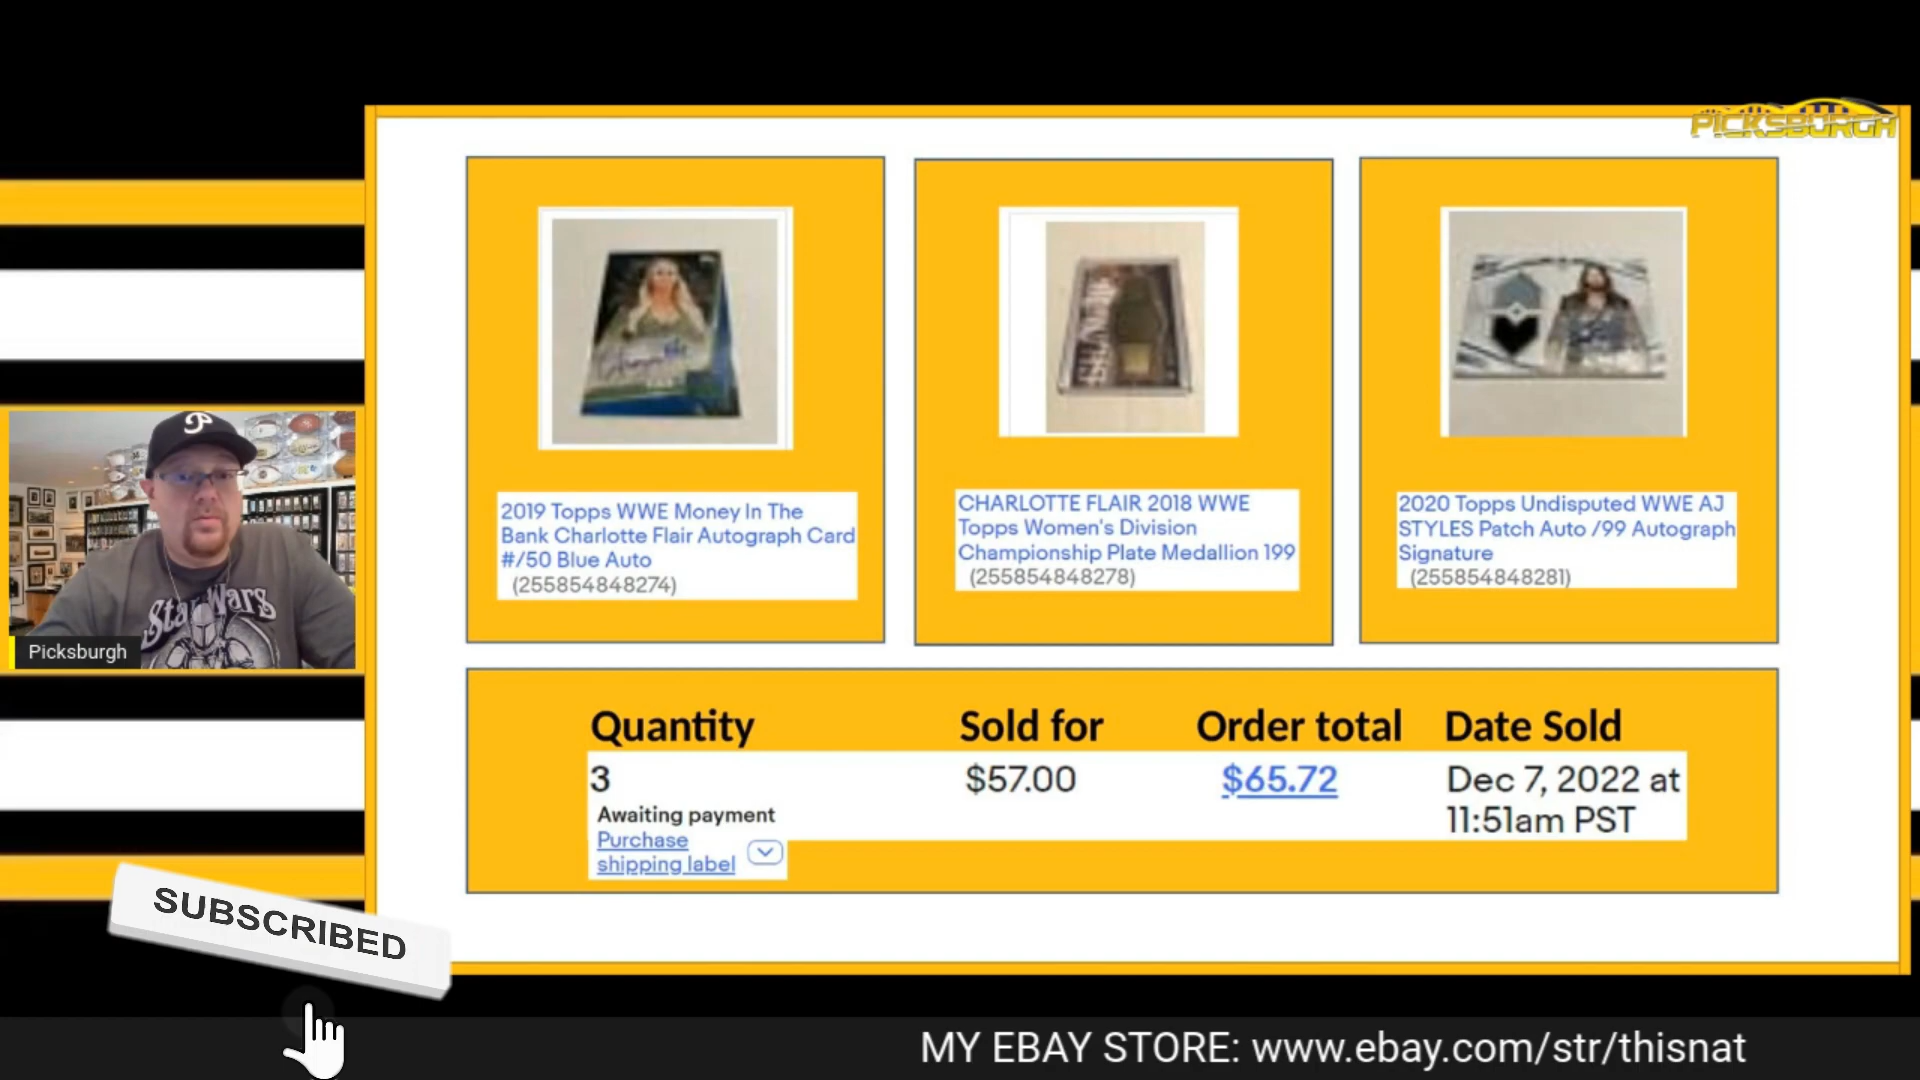 PICKSBURGH
2019 Topps WWE Money In The
Bank Charlotte Flair Autograph Card
#/50 Blue Auto
(255854848274)
CHARLOTTE FLAIR 2018 WWE
Topps Women's Division
Championship Plate Medallion 199
(255854848278)
2020 Topps Undisputed WWE AJ
STYLES Patch Auto /99 Autograph
Signature
(255854848281)
P
Star Wars
Picksburgh
Quantity
Sold for
Order total
Date Sold
3
$57.00
$65.72
Dec 7, 2022 at
11:51am PST
Awaiting payment
Purchase
shipping label
SUBSCRIBED
MY EBAY STORE: www.ebay.com/str/thisnat